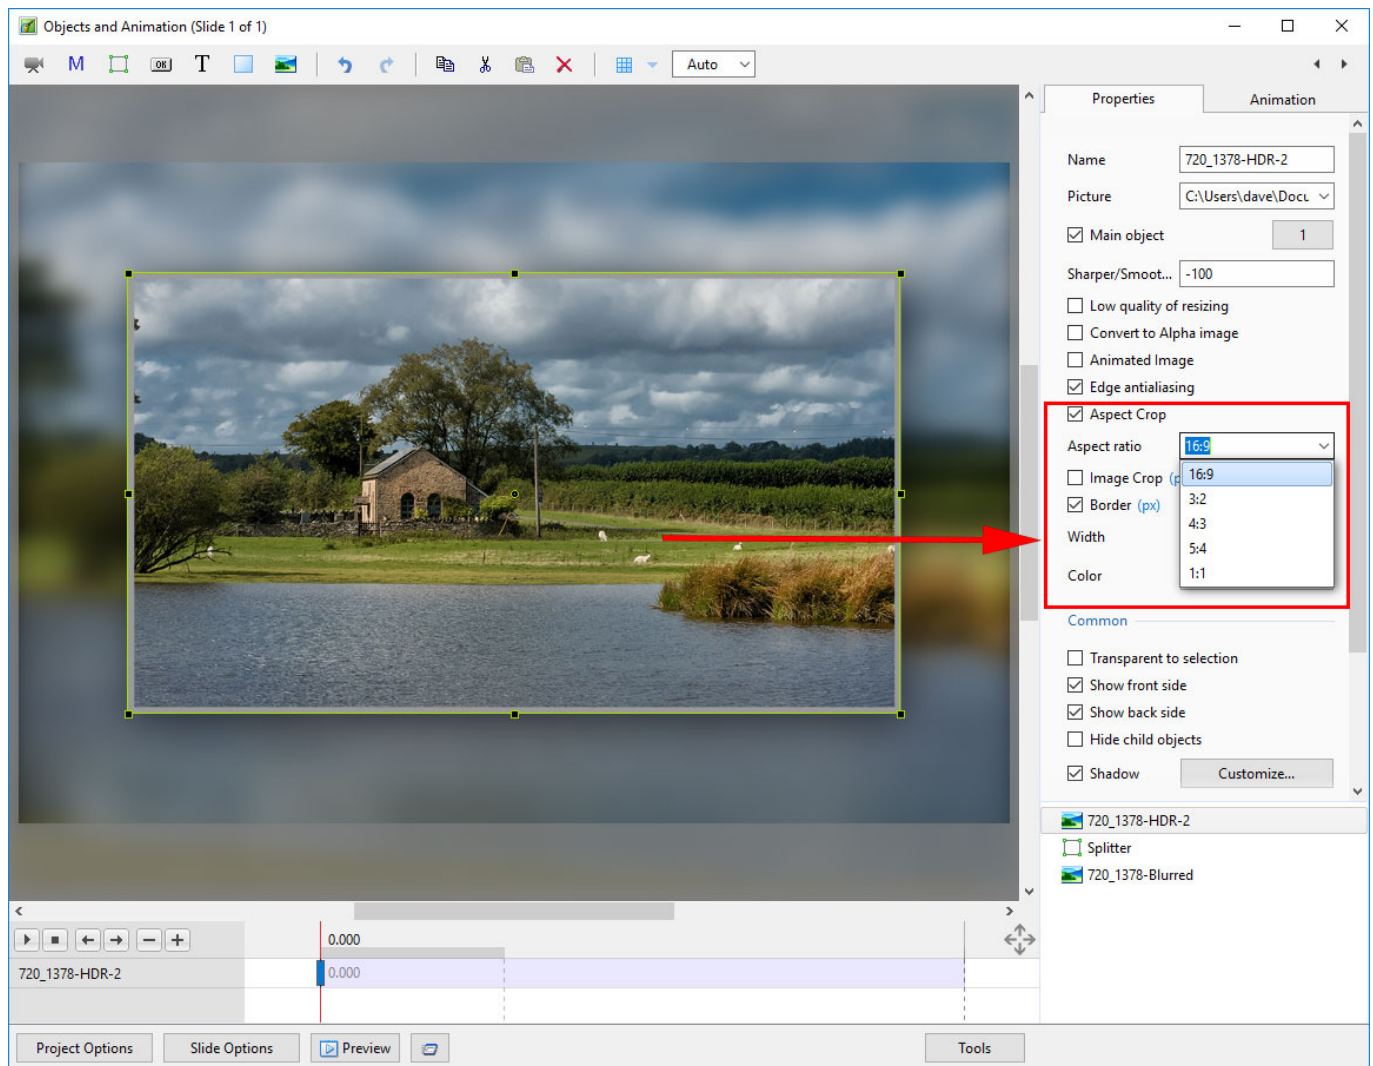 Objects and Animation (Slide 1 of 1)
M
OK
T
Auto
Properties
Animation
Name
720_1378-HDR-2
Picture
C:\Users\dave\Docu
Main object
1
Sharper/Smoot...
-100
Low quality of resizing
Convert to Alpha image
Animated Image
Edge antialiasing
Aspect Crop
Aspect ratio
16:9
Image Crop (p
16:9
Border (px)
3:2
Width
4:3
5:4
Color
1:1
Common
Transparent to selection
Show front side
Show back side
Hide child objects
Shadow
Customize...
720_1378-HDR-2
Splitter
720_1378-Blurred
0.000
720_1378-HDR-2
0.000
Project Options
Slide Options
Preview
Tools